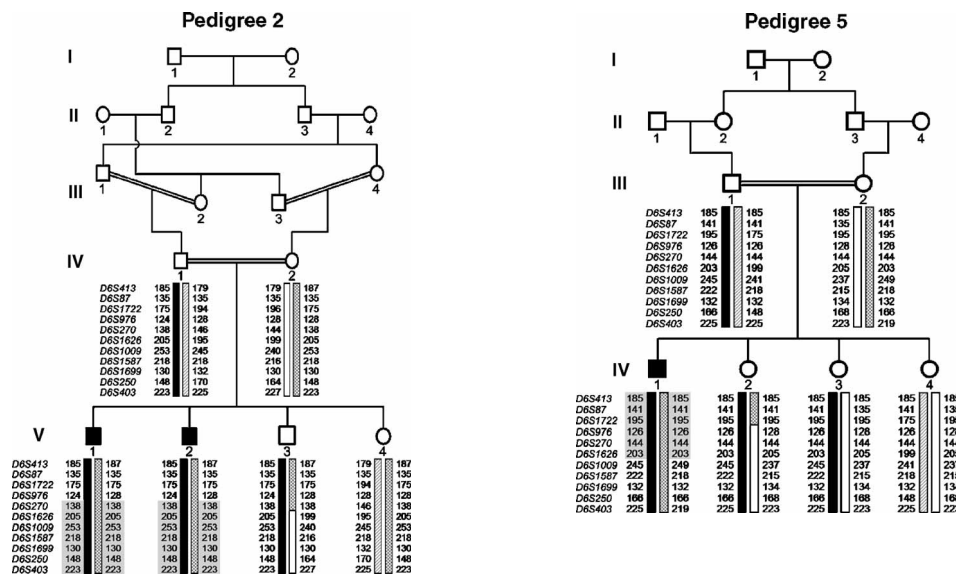 Pedigree 2
I
1 2
II
1 2 3 4
III
1 2 3 4
IV
1 2
D6S413 185 179 179 187
D6S87 135 135 135 135
D6S1722 175 194 196 175
D6S976 124 128 128 128
D6S270 138 146 144 138
D6S1626 205 195 199 205
D6S1009 253 245 240 253
D6S1587 218 218 216 218
D6S1699 130 132 130 130
D6S250 148 170 164 148
D6S403 223 225 227 223
V
1 2 3 4
D6S413 185 187 185 187 185 187 179 187
D6S87 135 135 135 135 135 135 135 135
D6S1722 175 175 175 175 175 175 194 175
D6S976 124 128 124 128 124 128 128 128
D6S270 138 138 138 138 138 138 146 138
D6S1626 205 205 205 205 205 199 195 205
D6S1009 253 253 253 253 253 240 245 253
D6S1587 218 218 218 218 218 216 218 218
D6S1699 130 130 130 130 130 130 132 130
D6S250 148 148 148 148 148 164 170 148
D6S403 223 223 223 223 223 227 225 223
Pedigree 5
I
1 2
II
1 2 3 4
III
1 2
D6S413 185 185 185 185
D6S87 141 141 135 141
D6S1722 195 175 195 195
D6S976 126 126 128 126
D6S270 144 144 144 144
D6S1626 203 199 205 203
D6S1009 245 241 237 249
D6S1587 222 218 215 218
D6S1699 132 132 134 132
D6S250 166 148 168 166
D6S403 225 225 223 219
IV
1 2 3 4
D6S413 185 185 185 185 185 185 185 185
D6S87 141 141 141 141 141 135 141 135
D6S1722 195 195 195 195 195 195 175 195
D6S976 126 126 126 128 126 128 126 128
D6S270 144 144 144 144 144 144 144 144
D6S1626 203 203 203 205 203 205 199 205
D6S1009 245 249 245 237 245 237 241 237
D6S1587 222 218 222 215 222 215 218 215
D6S1699 132 132 132 134 132 134 132 134
D6S250 166 166 166 168 166 168 148 168
D6S403 225 219 225 223 225 223 225 223